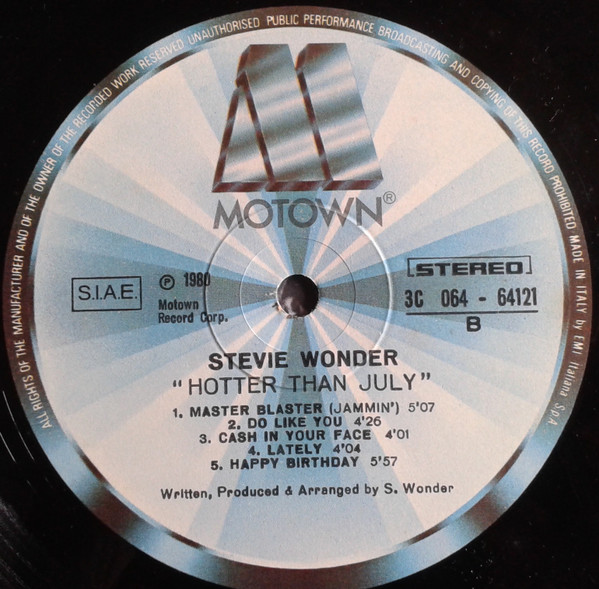 ALL RIGHTS OF THE MANUFACTURER AND OF THE OWNER OF THE RECORDED WORK RESERVED UNAUTHORISED PUBLIC PERFORMANCE BROADCASTING AND COPYING OF THIS RECORD PROHIBITED MADE IN ITALY by EMI Italiana S.p.A.
MOTOWN®
S.I.A.E.
℗ 1980
Motown
Record Corp.
STEREO
3C 064 - 64121
B
STEVIE WONDER
"HOTTER THAN JULY"
1. MASTER BLASTER (JAMMIN') 5'07
2. DO LIKE YOU 4'26
3. CASH IN YOUR FACE 4'01
4. LATELY 4'04
5. HAPPY BIRTHDAY 5'57
Written, Produced & Arranged by S. Wonder